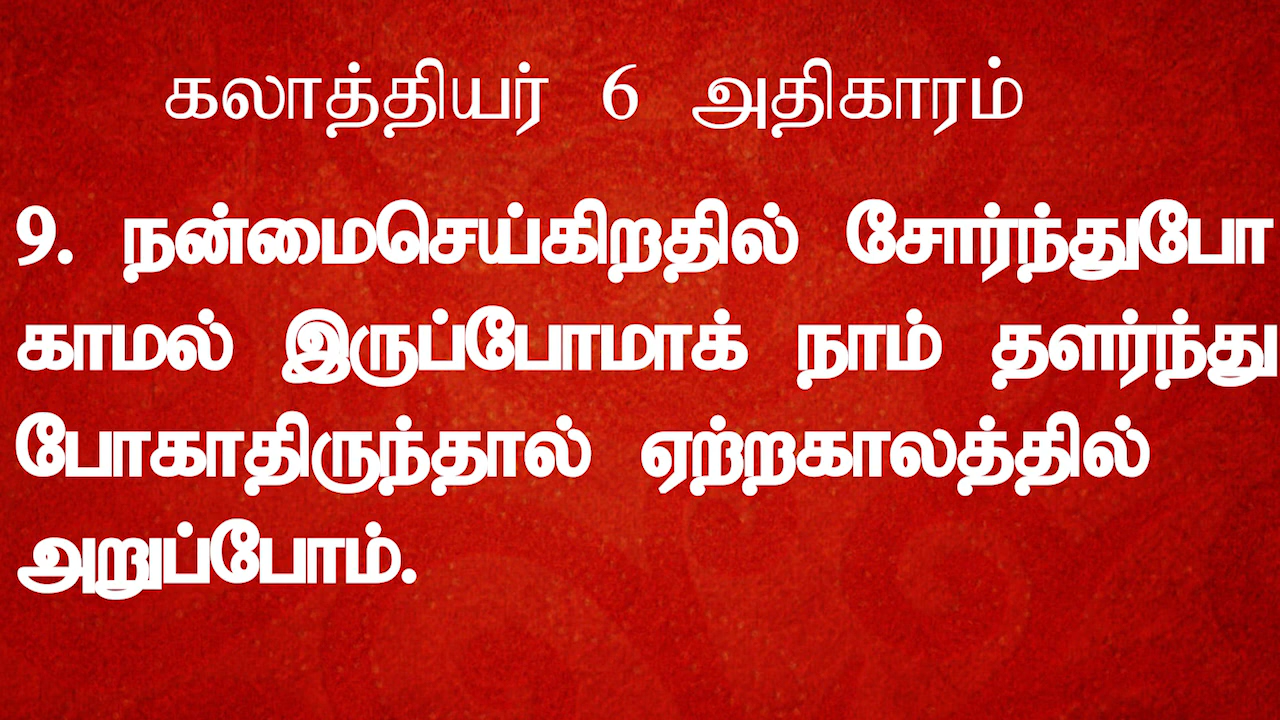 கலாத்தியர் 6 அதிகாரம்
9. நன்மைசெய்கிறதில் சோர்ந்துபோ
காமல் இருப்போமாக் நாம் தளர்ந்து
போகாதிருந்தால் ஏற்றகாலத்தில்
அறுப்போம்.